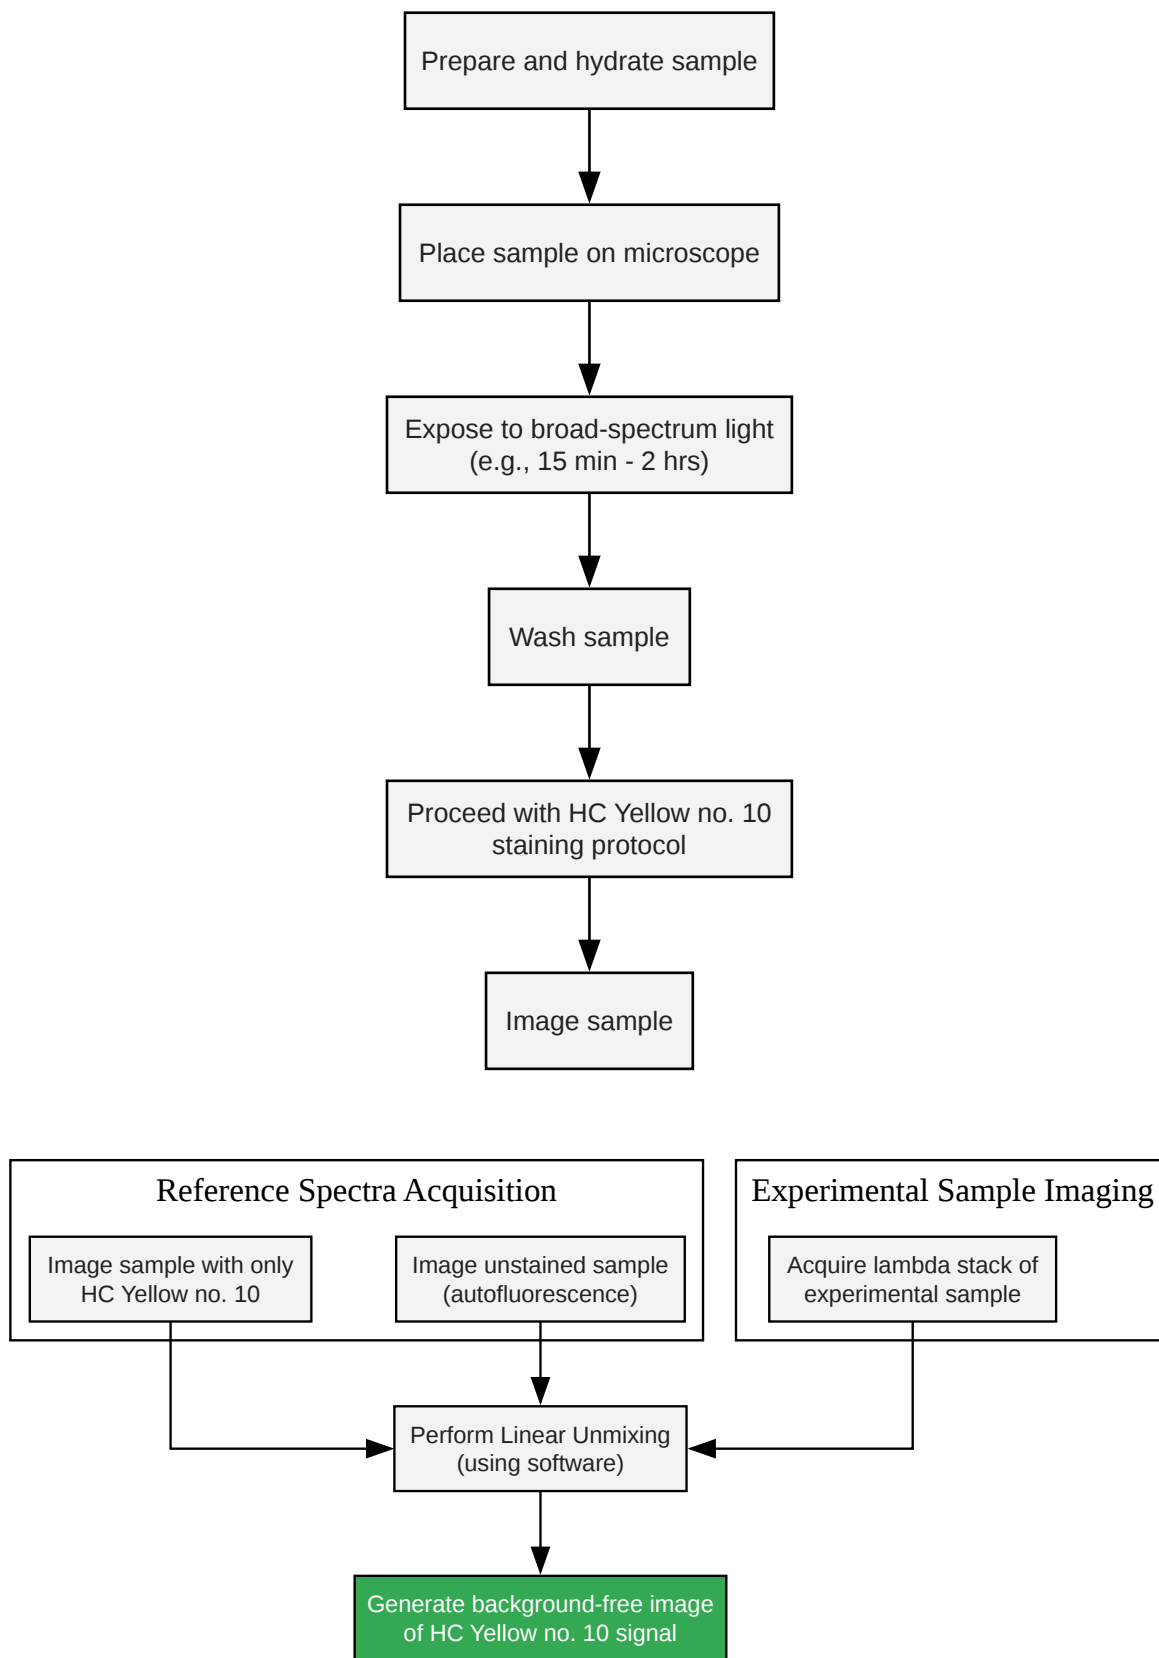 Prepare and hydrate sample
Place sample on microscope
Expose to broad-spectrum light
(e.g., 15 min - 2 hrs)
Wash sample
Proceed with HC Yellow no. 10
staining protocol
Image sample
Reference Spectra Acquisition
Image sample with only
HC Yellow no. 10
Image unstained sample
(autofluorescence)
Experimental Sample Imaging
Acquire lambda stack of
experimental sample
Perform Linear Unmixing
(using software)
Generate background-free image
of HC Yellow no. 10 signal